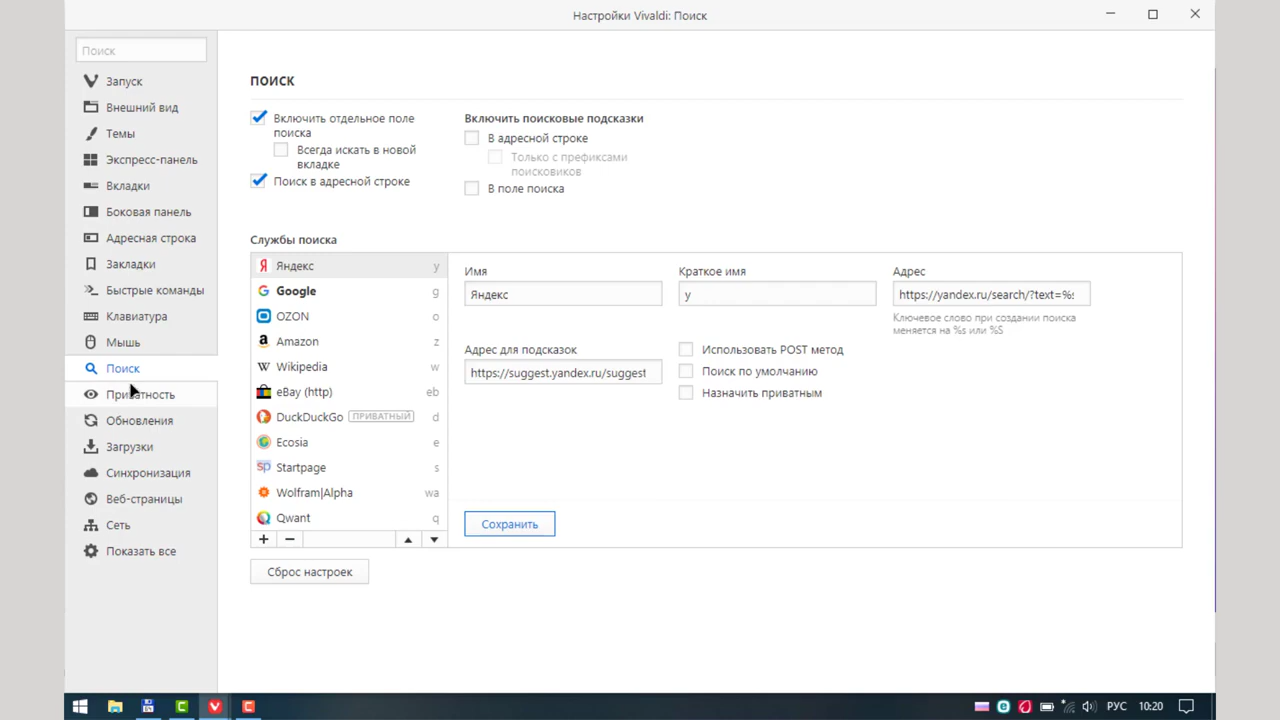 Настройки Vivaldi: Поиск
Поиск
Запуск
Внешний вид
Темы
Экспресс-панель
Вкладки
Боковая панель
Адресная строка
Закладки
Быстрые команды
Клавиатура
Мышь
Поиск
Приватность
Обновления
Загрузки
Синхронизация
Веб-страницы
Сеть
Показать все
ПОИСК
Включить отдельное поле
поиска
Всегда искать в новой
вкладке
Поиск в адресной строке
Включить поисковые подсказки
В адресной строке
Только с префиксами
поисковиков
В поле поиска
Службы поиска
Яндекс y
Google g
OZON o
Amazon z
Wikipedia w
eBay (http) eb
DuckDuckGo ПРИВАТНЫЙ d
Ecosia e
Startpage s
Wolfram|Alpha wa
Qwant q
Имя
Яндекс
Краткое имя
y
Адрес
https://yandex.ru/search/?text=%s
Ключевое слово при создании поиска
меняется на %s или %S
Адрес для подсказок
https://suggest.yandex.ru/suggest
Использовать POST метод
Поиск по умолчанию
Назначить приватным
Сохранить
Сброс настроек
РУС 10:20